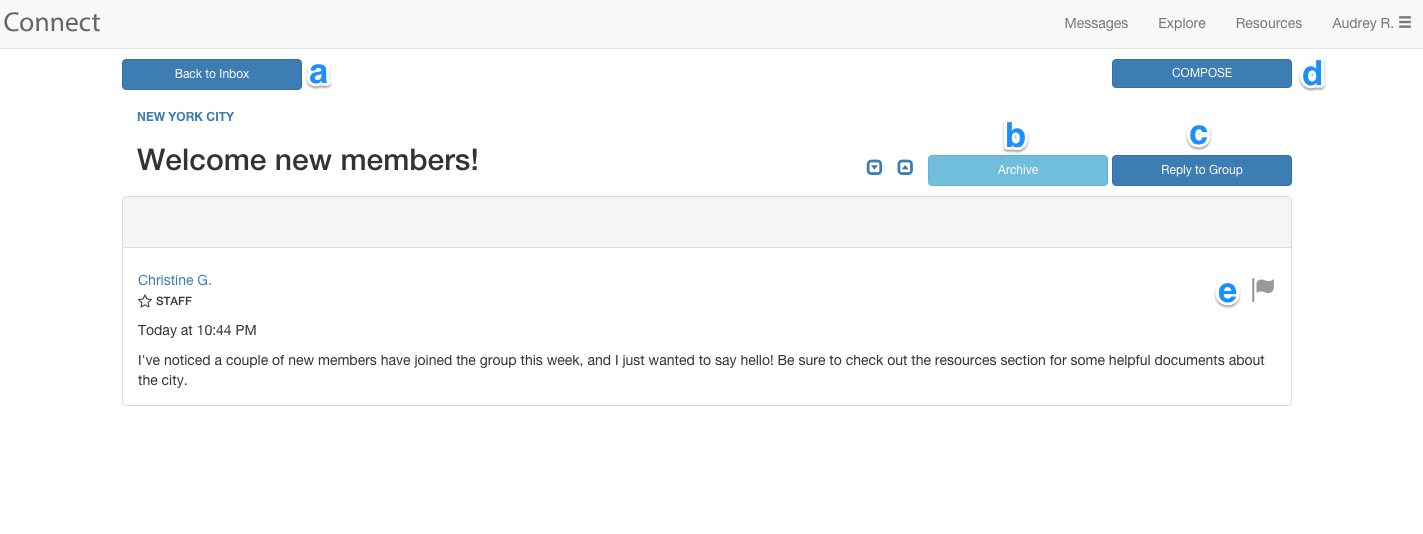 Connect
Messages Explore Resources Audrey R.
Back to Inbox a COMPOSE d
NEW YORK CITY
b c
Welcome new members!
Archive Reply to Group
Christine G.
e
STAFF
Today at 10:44 PM
I've noticed a couple of new members have joined the group this week, and I just wanted to say hello! Be sure to check out the resources section for some helpful documents about
the city.